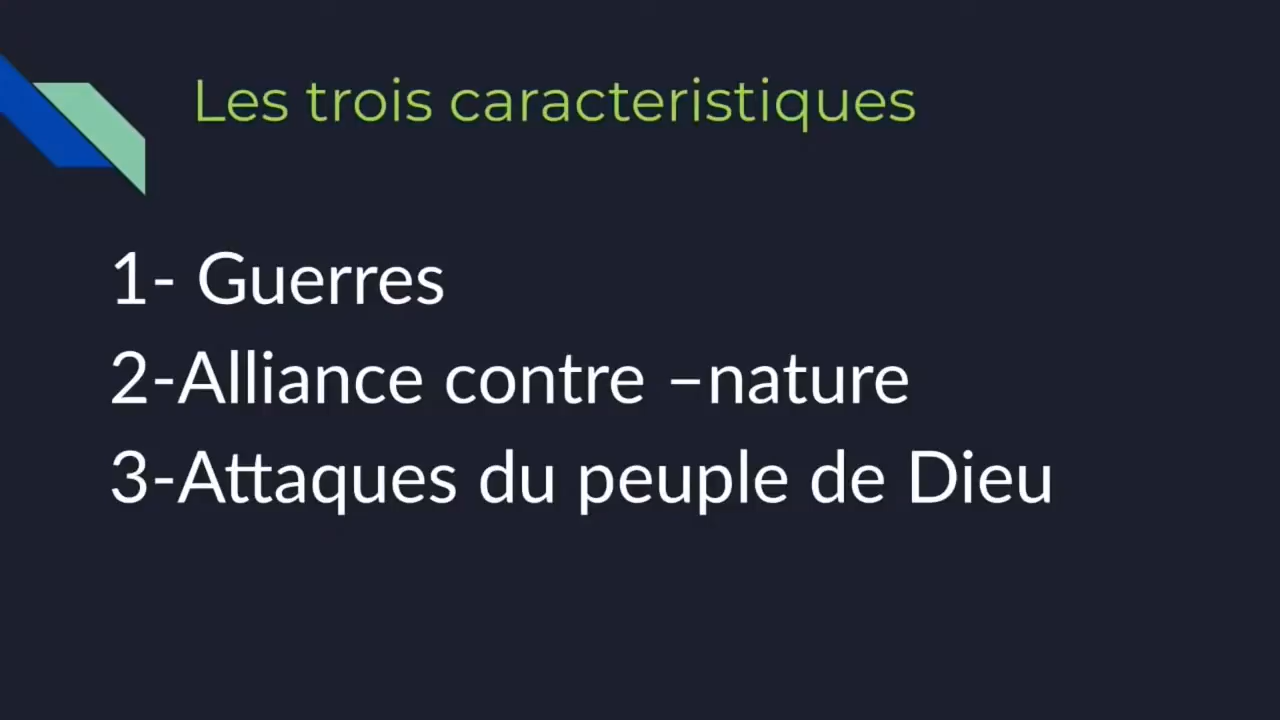 Les trois caracteristiques
1- Guerres
2-Alliance contre –nature
3-Attaques du peuple de Dieu